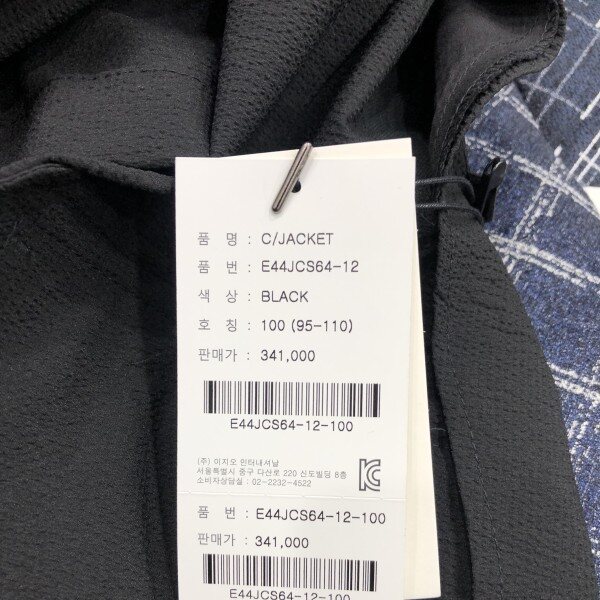 품 명 : C/JACKET
품 번 : E44JCS64-12
색 상 : BLACK
호 칭 : 100 (95-110)
판매가 : 341,000
E44JCS64-12-100
(주) 이지오 인터내셔날
서울특별시 중구 다산로 220 신도빌딩 8층
소비자상담실 : 02-2232-4522
품 번 : E44JCS64-12-100
판매가 : 341,000
E44JCS64-12-100